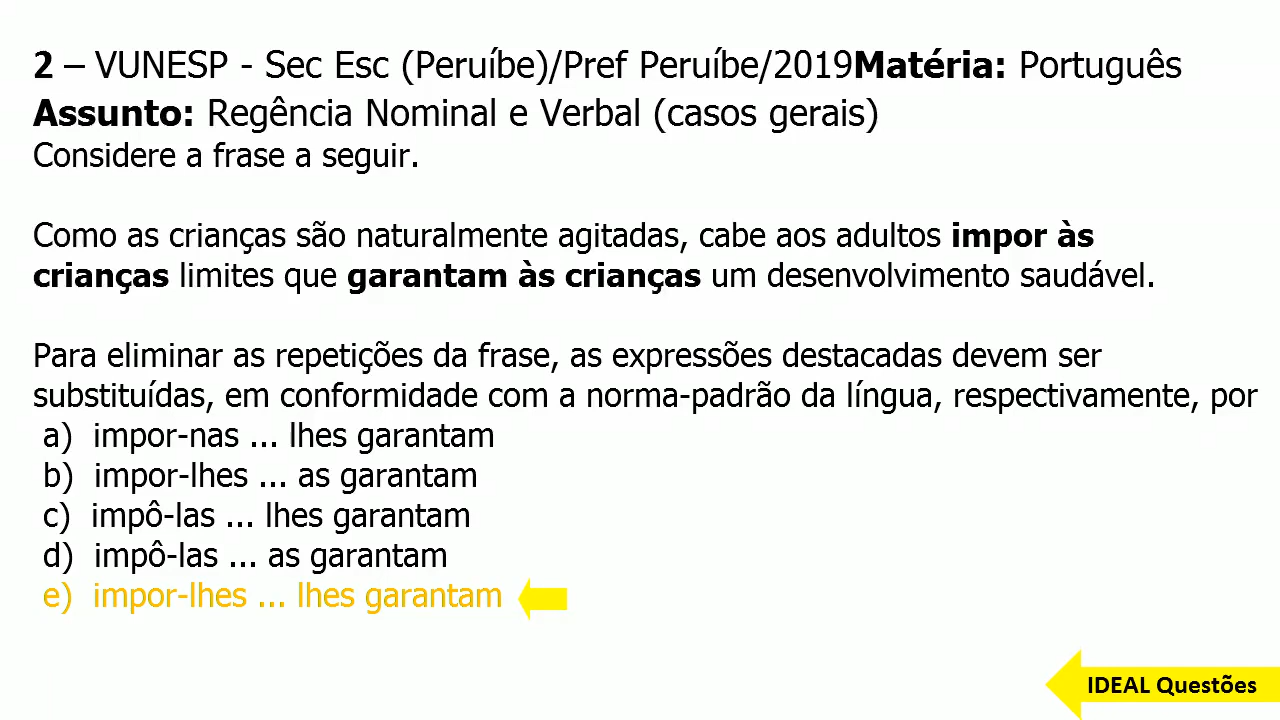 2 – VUNESP - Sec Esc (Peruíbe)/Pref Peruíbe/2019Matéria: Português
Assunto: Regência Nominal e Verbal (casos gerais)
Considere a frase a seguir.
Como as crianças são naturalmente agitadas, cabe aos adultos impor às
crianças limites que garantam às crianças um desenvolvimento saudável.
Para eliminar as repetições da frase, as expressões destacadas devem ser
substituídas, em conformidade com a norma-padrão da língua, respectivamente, por
a) impor-nas ... lhes garantam
b) impor-lhes ... as garantam
c) impô-las ... lhes garantam
d) impô-las ... as garantam
e) impor-lhes ... lhes garantam
IDEAL Questões